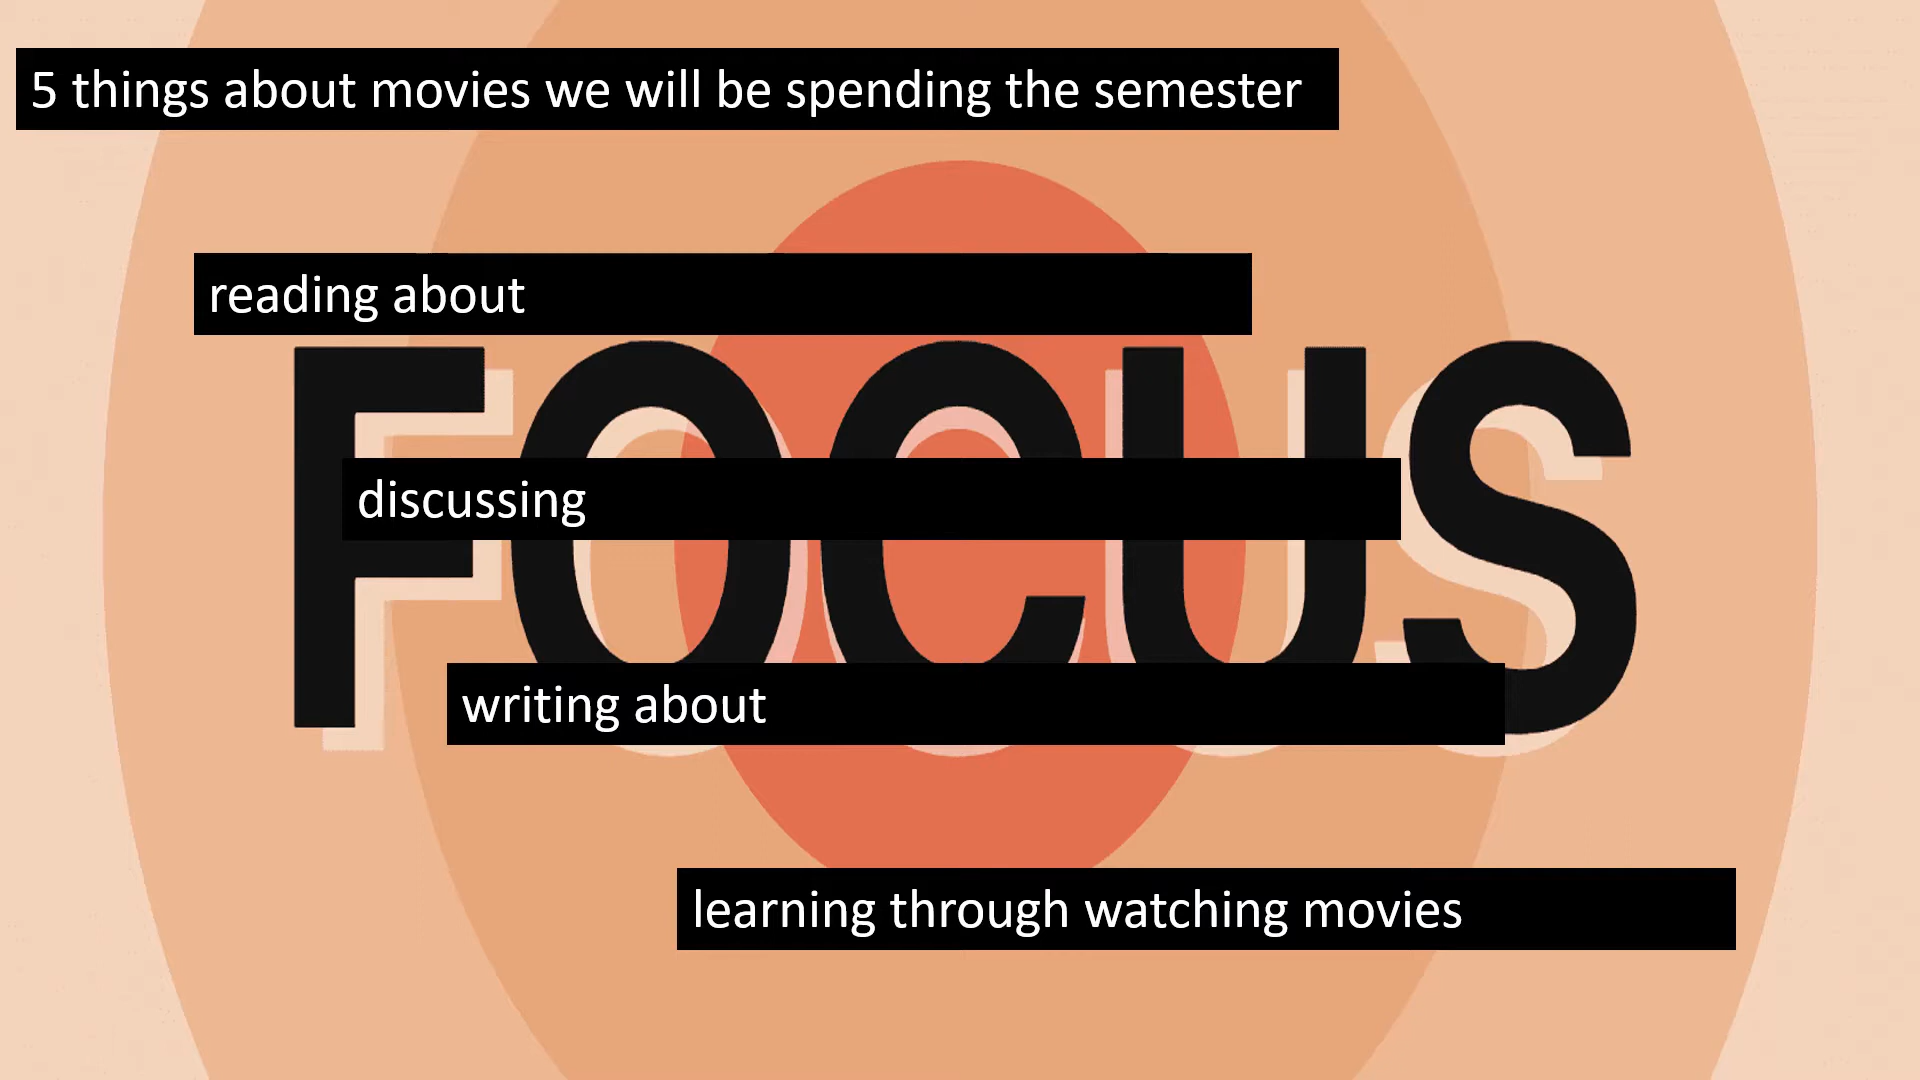 5 things about movies we will be spending the semester
reading about
FOCUS
discussing
writing about
learning through watching movies